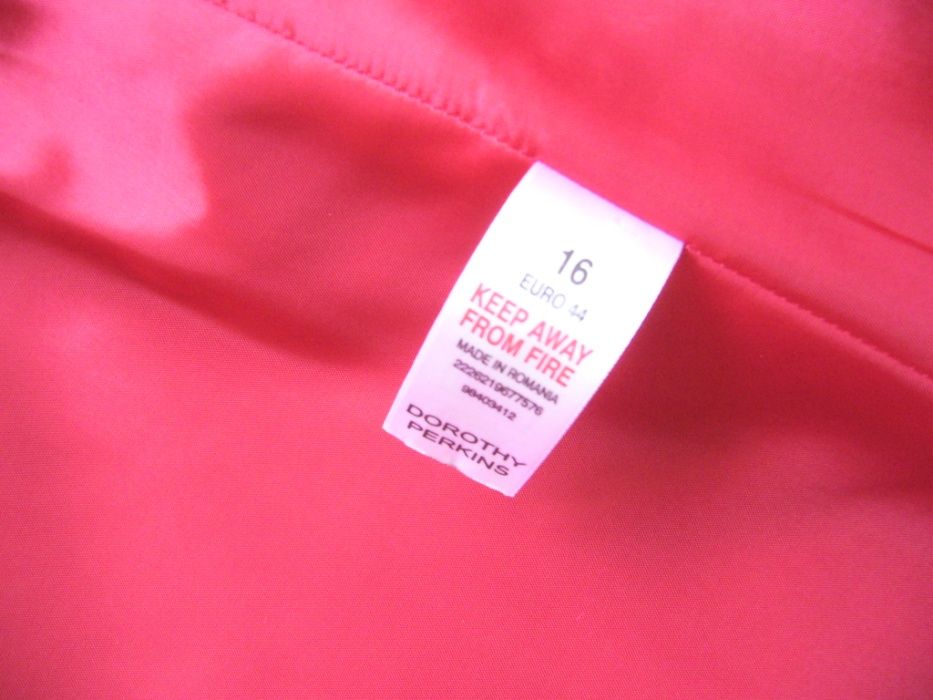 16
EURO 44
KEEP AWAY
FROM FIRE
MADE IN ROMANIA
2226219677576
98403412
DOROTHY
PERKINS